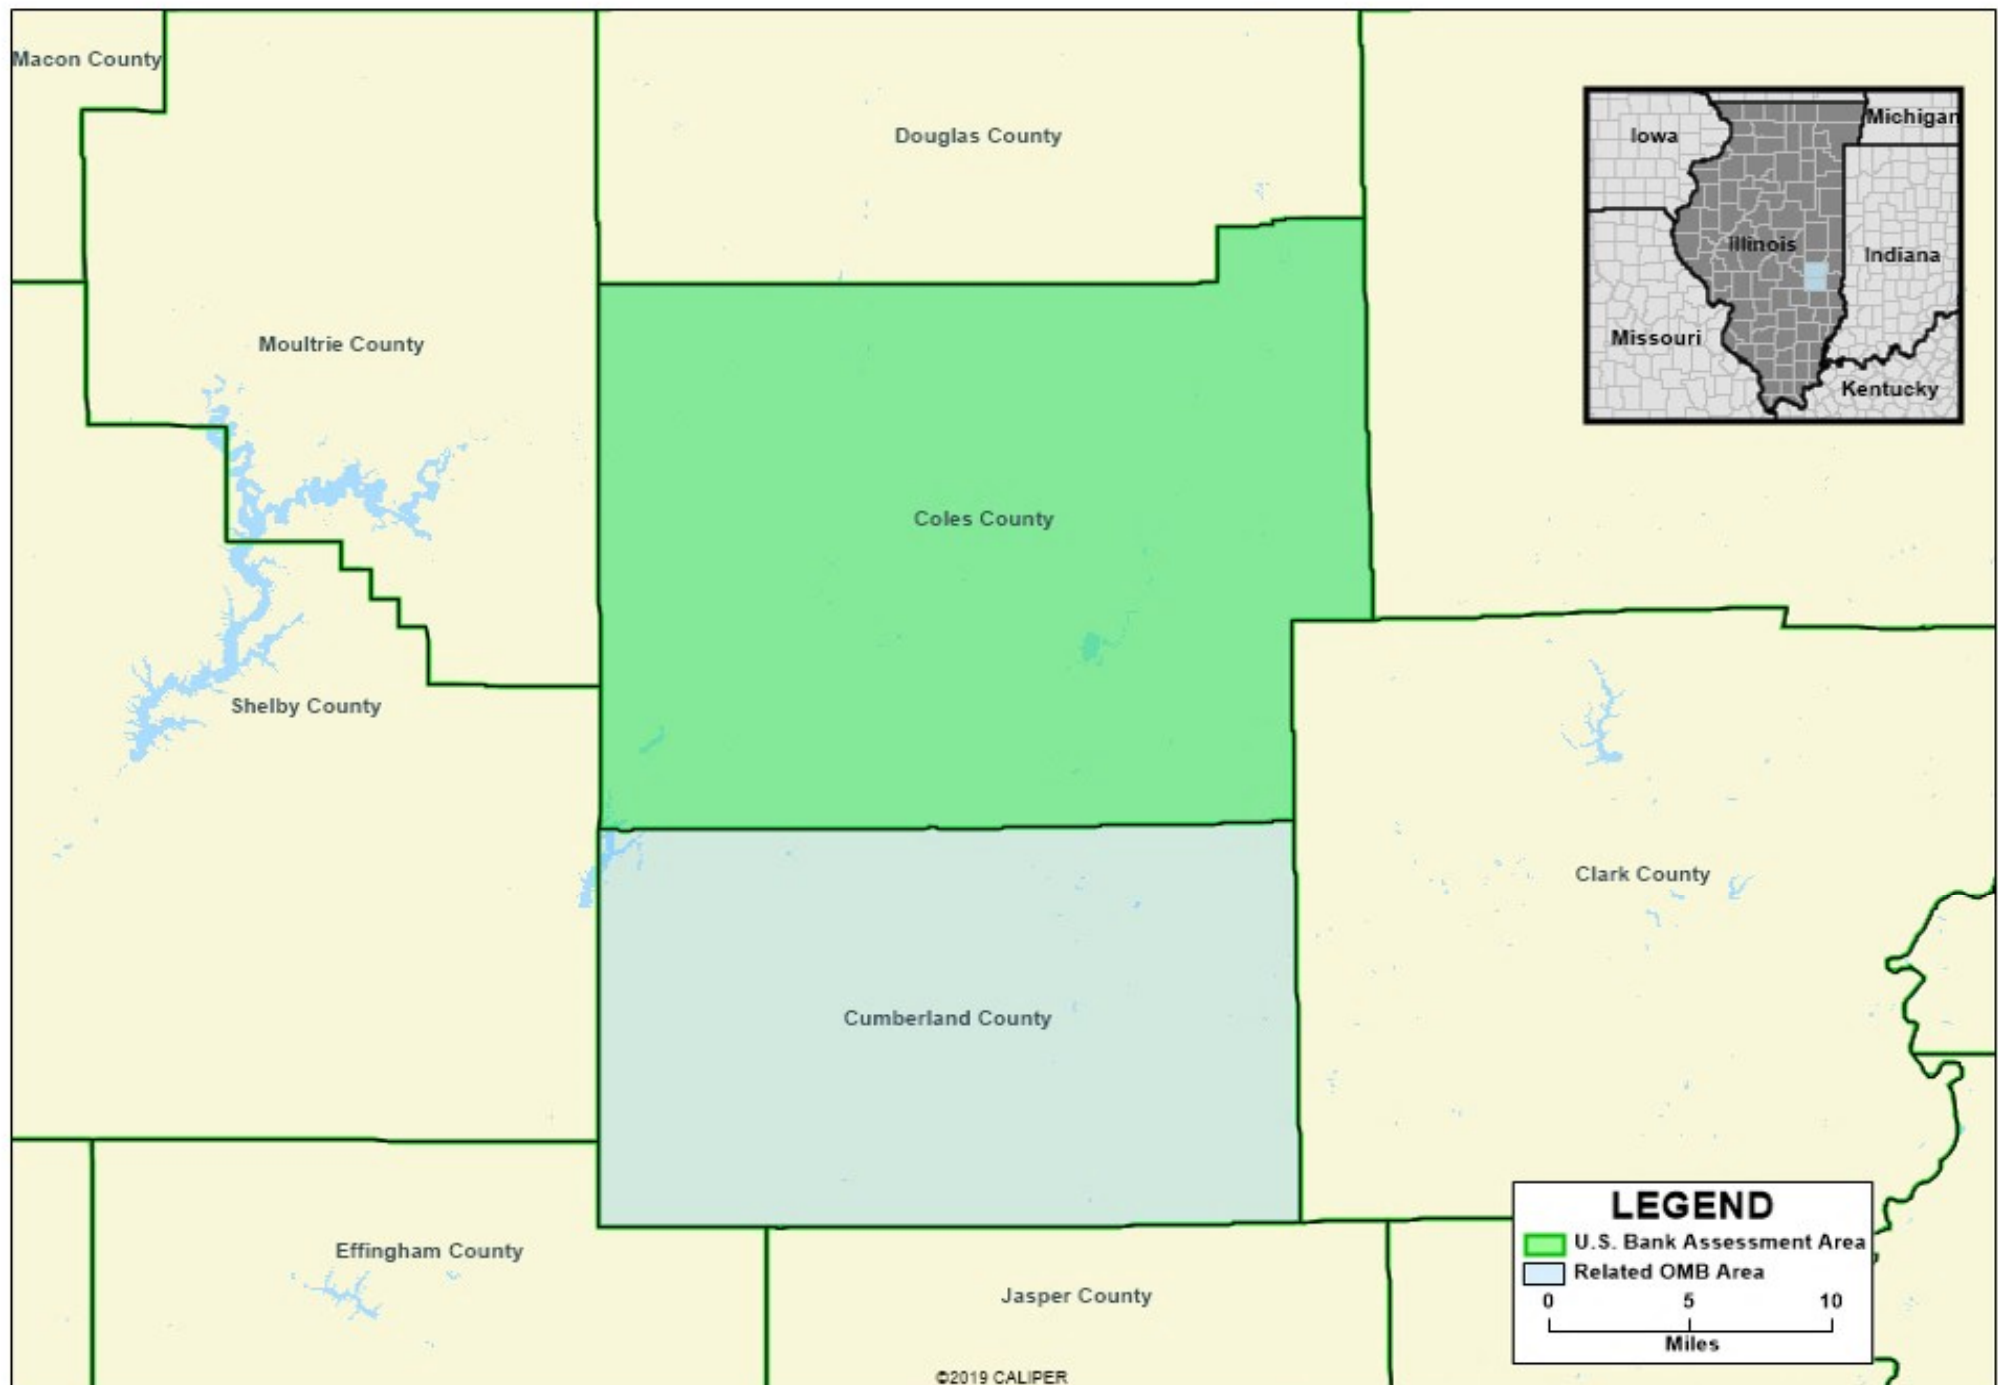 Macon County
Douglas County
Michigan
Iowa
Illinois
Indiana
Missouri
Kentucky
Moultrie County
Coles County
Shelby County
Clark County
Cumberland County
Effingham County
Jasper County
LEGEND
U.S. Bank Assessment Area
Related OMB Area
0 5 10
Miles
©2019 CALIPER